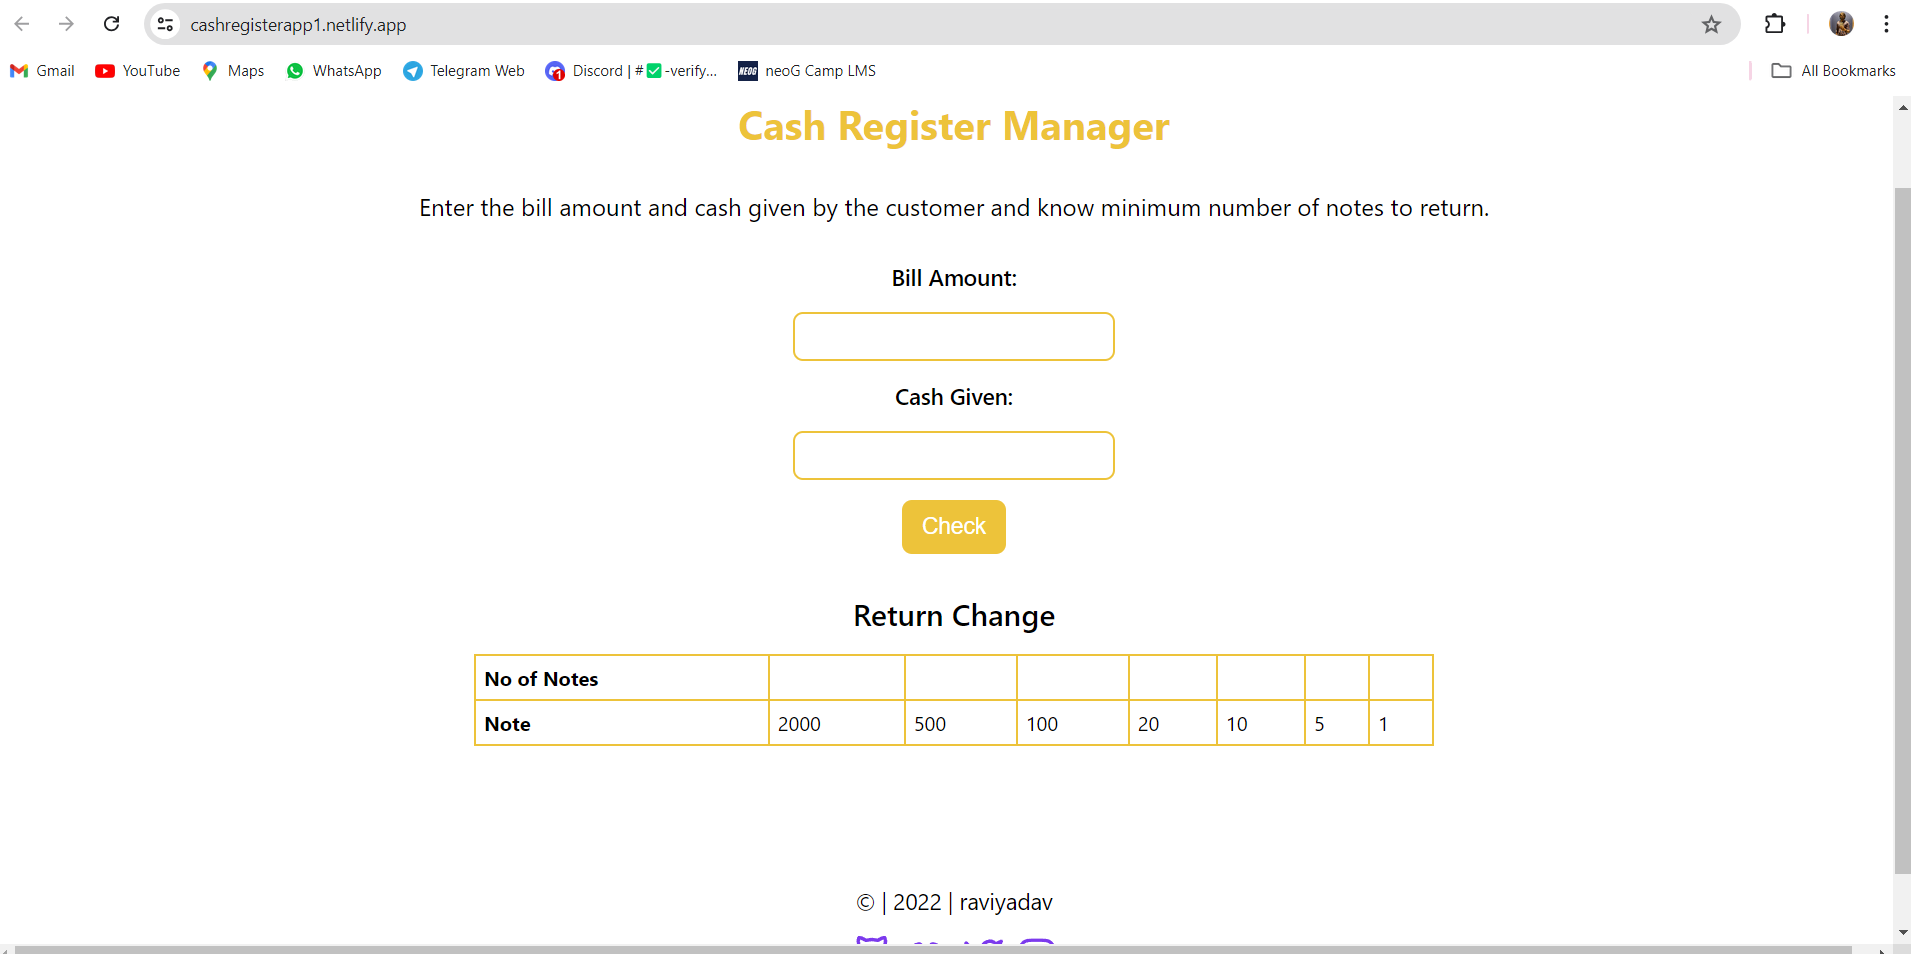 cashregisterapp1.netlify.app
Gmail YouTube Maps WhatsApp Telegram Web Discord | #✅-verify... NEOG neoG Camp LMS All Bookmarks
Cash Register Manager
Enter the bill amount and cash given by the customer and know minimum number of notes to return.
Bill Amount:
Cash Given:
Check
Return Change
No of Notes
Note 2000 500 100 20 10 5 1
© | 2022 | raviyadav